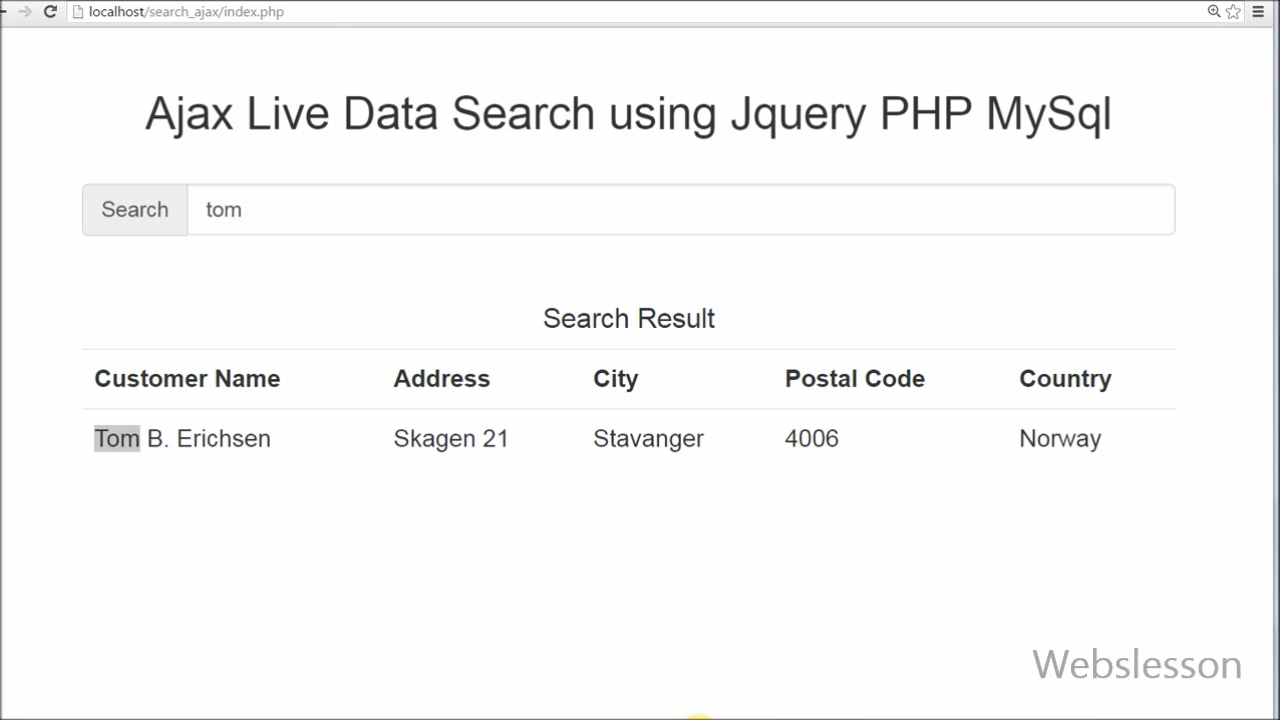 localhost/search_ajax/index.php
Ajax Live Data Search using Jquery PHP MySql
Search tom
Search Result
Customer Name Address City Postal Code Country
Tom B. Erichsen Skagen 21 Stavanger 4006 Norway
Webslesson